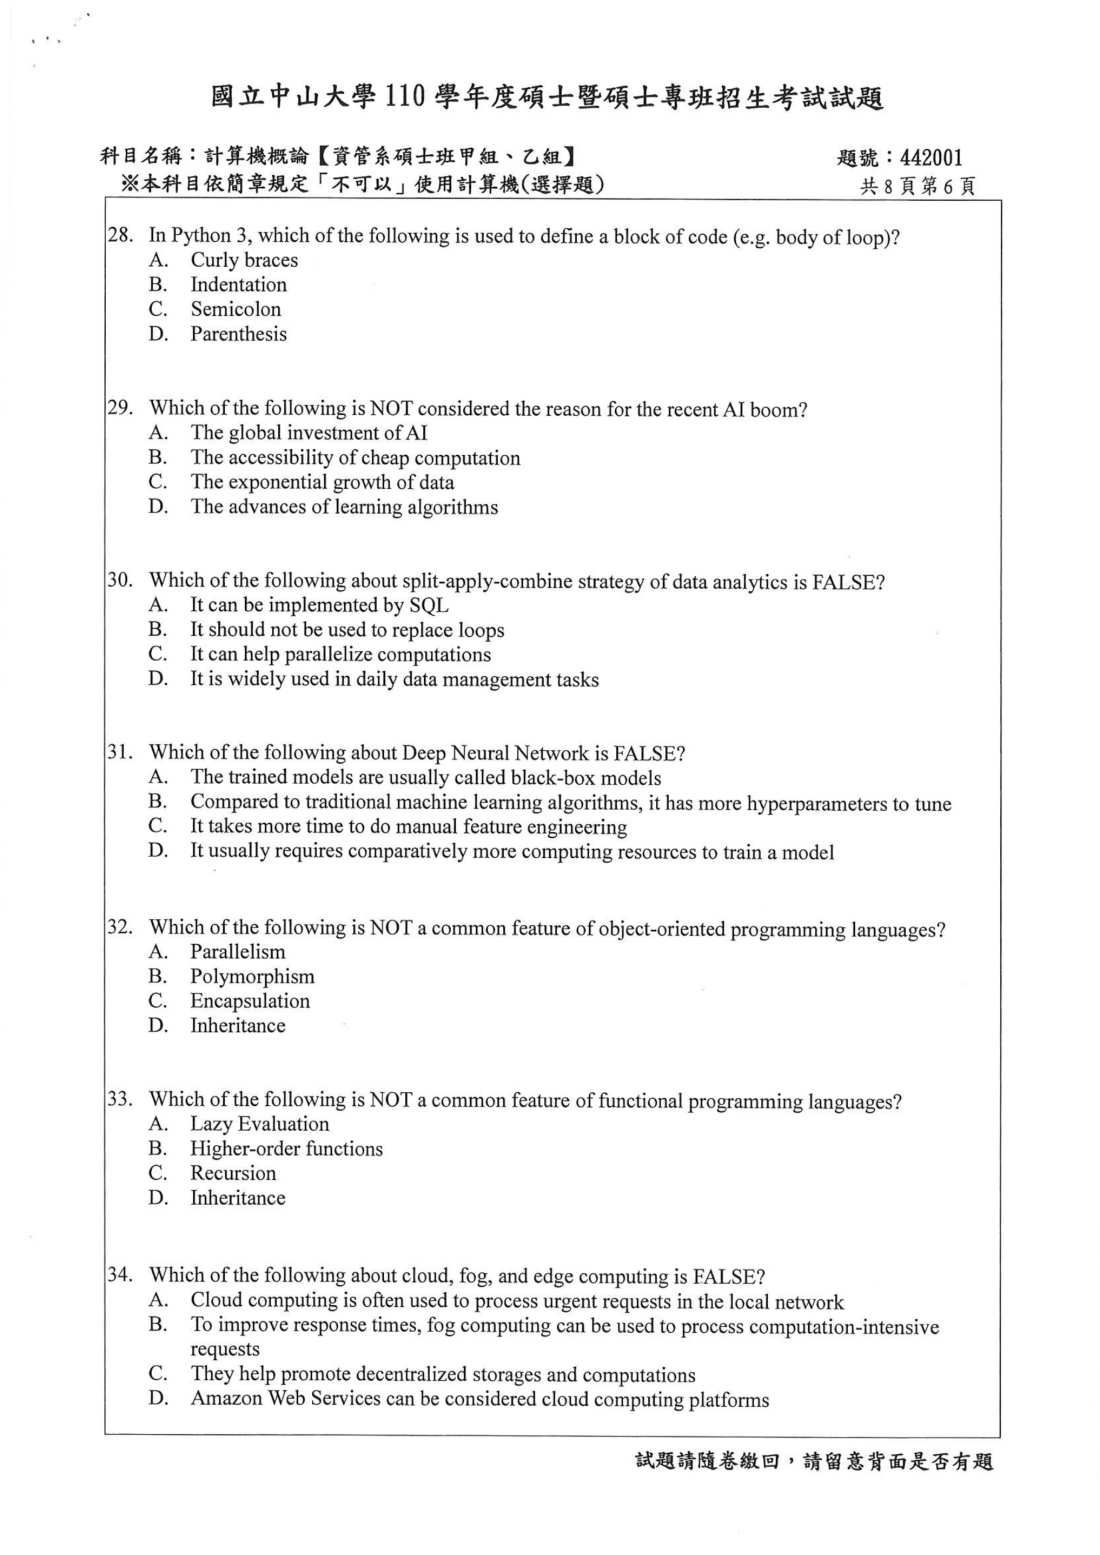 國立中山大學 110 學年度碩士暨碩士專班招生考試試題
科目名稱：計算機概論【資管系碩士班甲組、乙組】
題號：442001
※本科目依簡章規定「不可以」使用計算機(選擇題)
共 8 頁第 6 頁
28. In Python 3, which of the following is used to define a block of code (e.g. body of loop)?
A. Curly braces
B. Indentation
C. Semicolon
D. Parenthesis
29. Which of the following is NOT considered the reason for the recent AI boom?
A. The global investment of AI
B. The accessibility of cheap computation
C. The exponential growth of data
D. The advances of learning algorithms
30. Which of the following about split-apply-combine strategy of data analytics is FALSE?
A. It can be implemented by SQL
B. It should not be used to replace loops
C. It can help parallelize computations
D. It is widely used in daily data management tasks
31. Which of the following about Deep Neural Network is FALSE?
A. The trained models are usually called black-box models
B. Compared to traditional machine learning algorithms, it has more hyperparameters to tune
C. It takes more time to do manual feature engineering
D. It usually requires comparatively more computing resources to train a model
32. Which of the following is NOT a common feature of object-oriented programming languages?
A. Parallelism
B. Polymorphism
C. Encapsulation
D. Inheritance
33. Which of the following is NOT a common feature of functional programming languages?
A. Lazy Evaluation
B. Higher-order functions
C. Recursion
D. Inheritance
34. Which of the following about cloud, fog, and edge computing is FALSE?
A. Cloud computing is often used to process urgent requests in the local network
B. To improve response times, fog computing can be used to process computation-intensive
requests
C. They help promote decentralized storages and computations
D. Amazon Web Services can be considered cloud computing platforms
試題請隨卷繳回，請留意背面是否有題